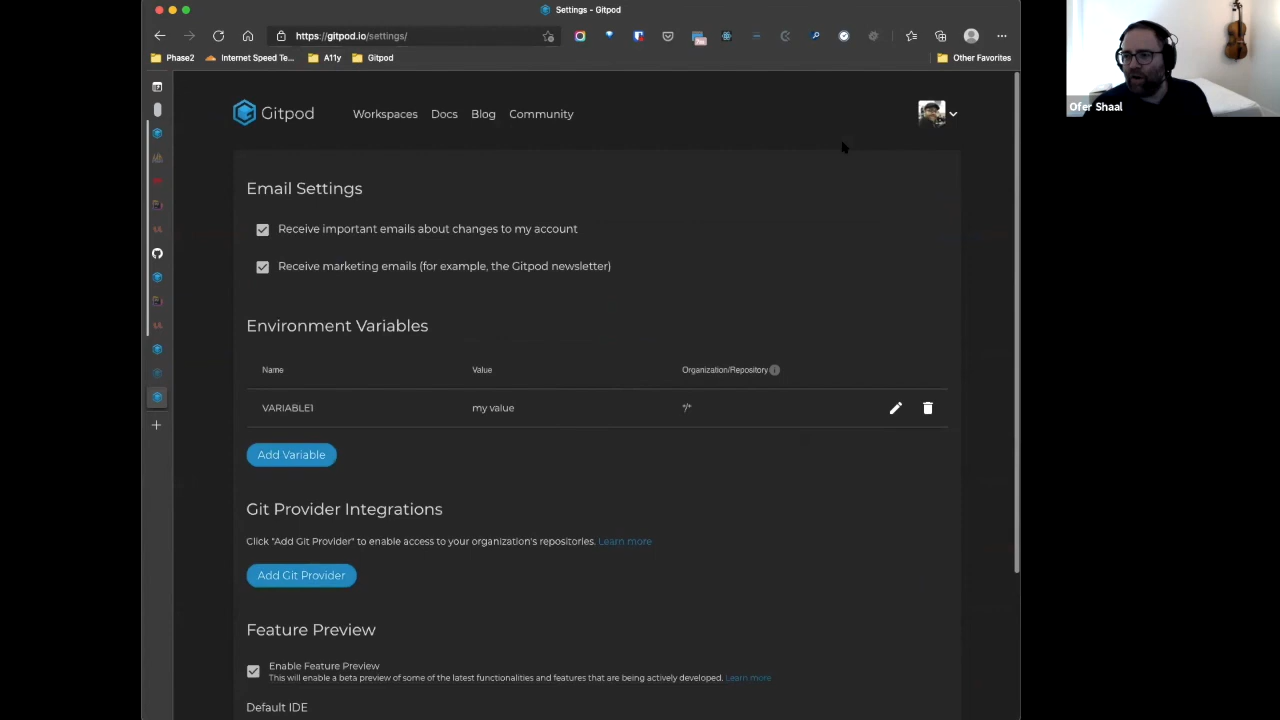 Settings - Gitpod
https://gitpod.io/settings/
Phase2
Internet Speed Te...
A11y
Gitpod
Other Favorites
Gitpod
Workspaces
Docs
Blog
Community
Ofer Shaal
Email Settings
Receive important emails about changes to my account
Receive marketing emails (for example, the Gitpod newsletter)
Environment Variables
Name
Value
Organization/Repository
VARIABLE1
my value
*/*
Add Variable
Git Provider Integrations
Click "Add Git Provider" to enable access to your organization's repositories. Learn more
Add Git Provider
Feature Preview
Enable Feature Preview
This will enable a beta preview of some of the latest functionalities and features that are being actively developed. Learn more
Default IDE